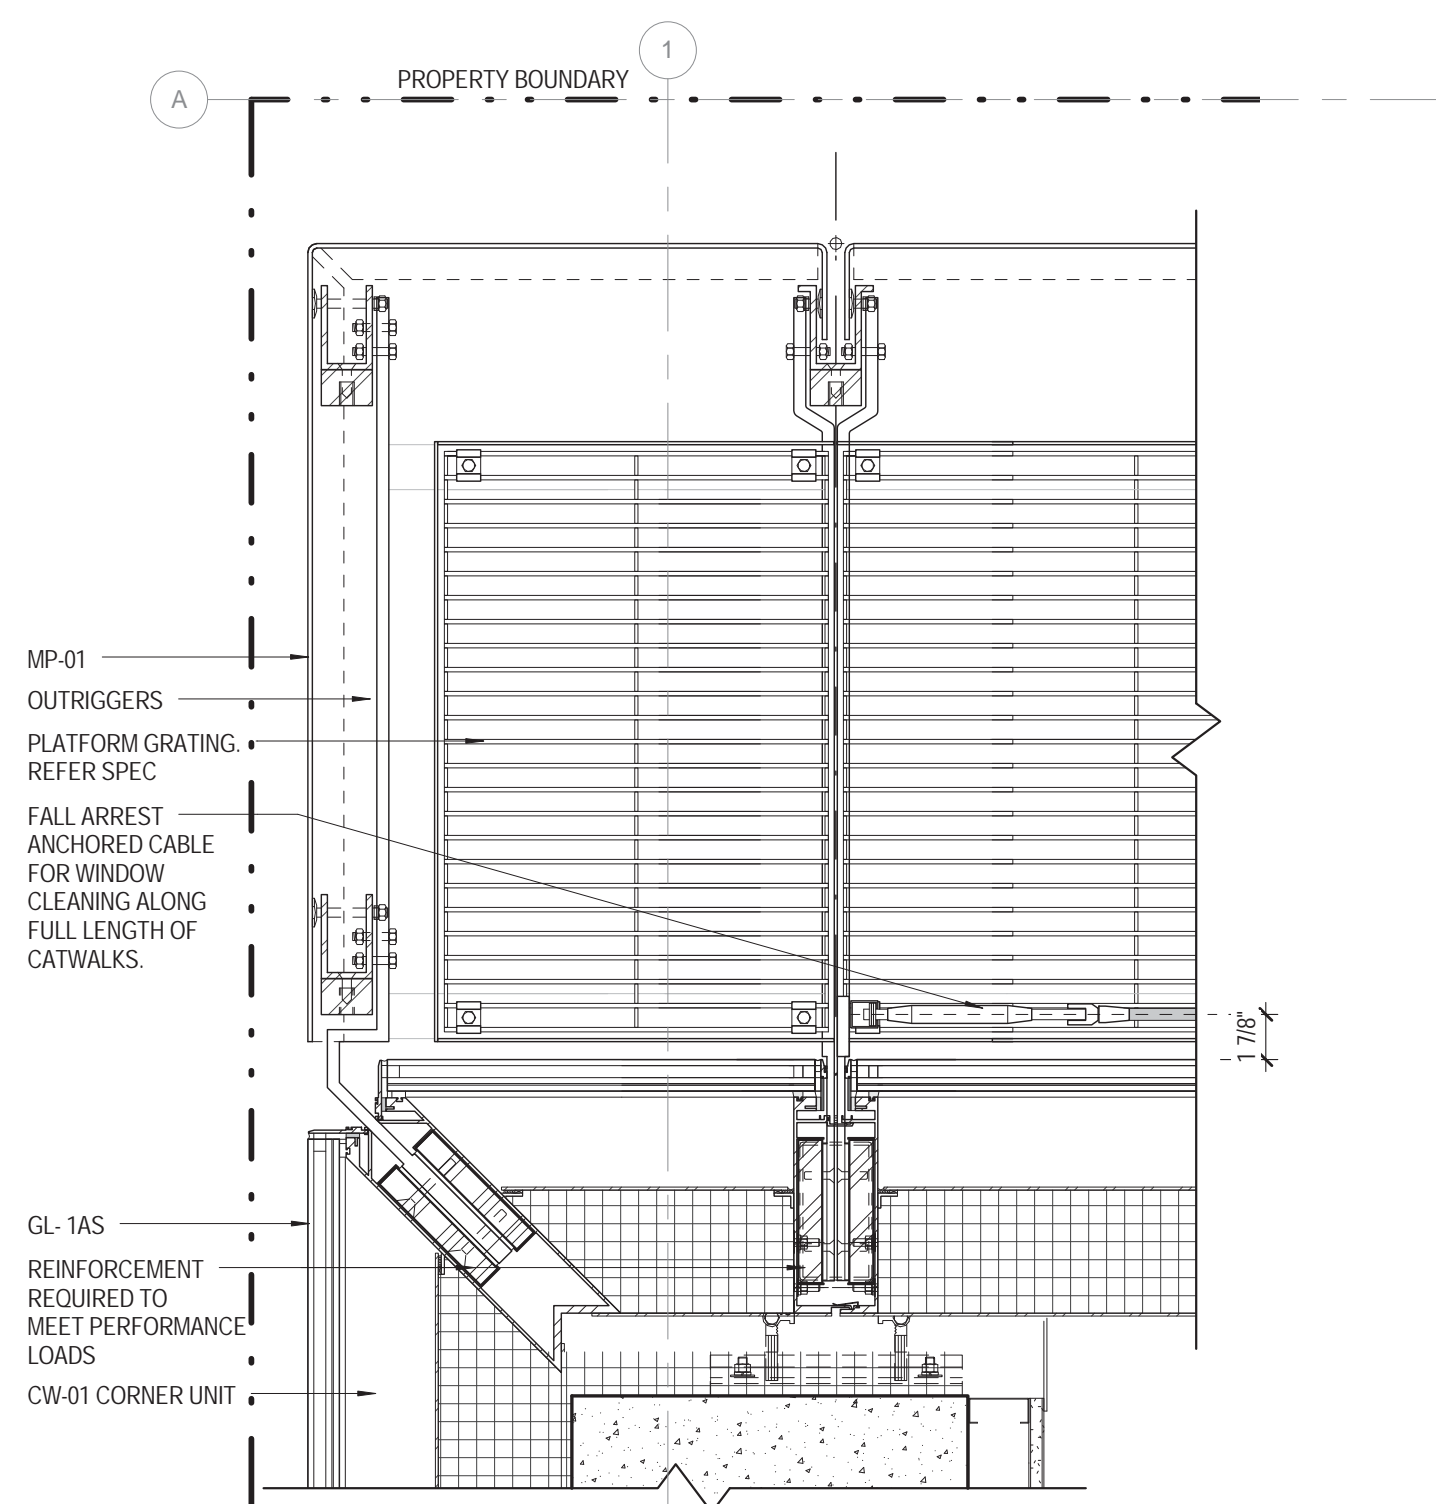 1
A
PROPERTY BOUNDARY
MP-01
OUTRIGGERS
PLATFORM GRATING.
REFER SPEC
FALL ARREST
ANCHORED CABLE
FOR WINDOW
CLEANING ALONG
FULL LENGTH OF
CATWALKS.
1 7/8"
GL- 1AS
REINFORCEMENT
REQUIRED TO
MEET PERFORMANCE
LOADS
CW-01 CORNER UNIT